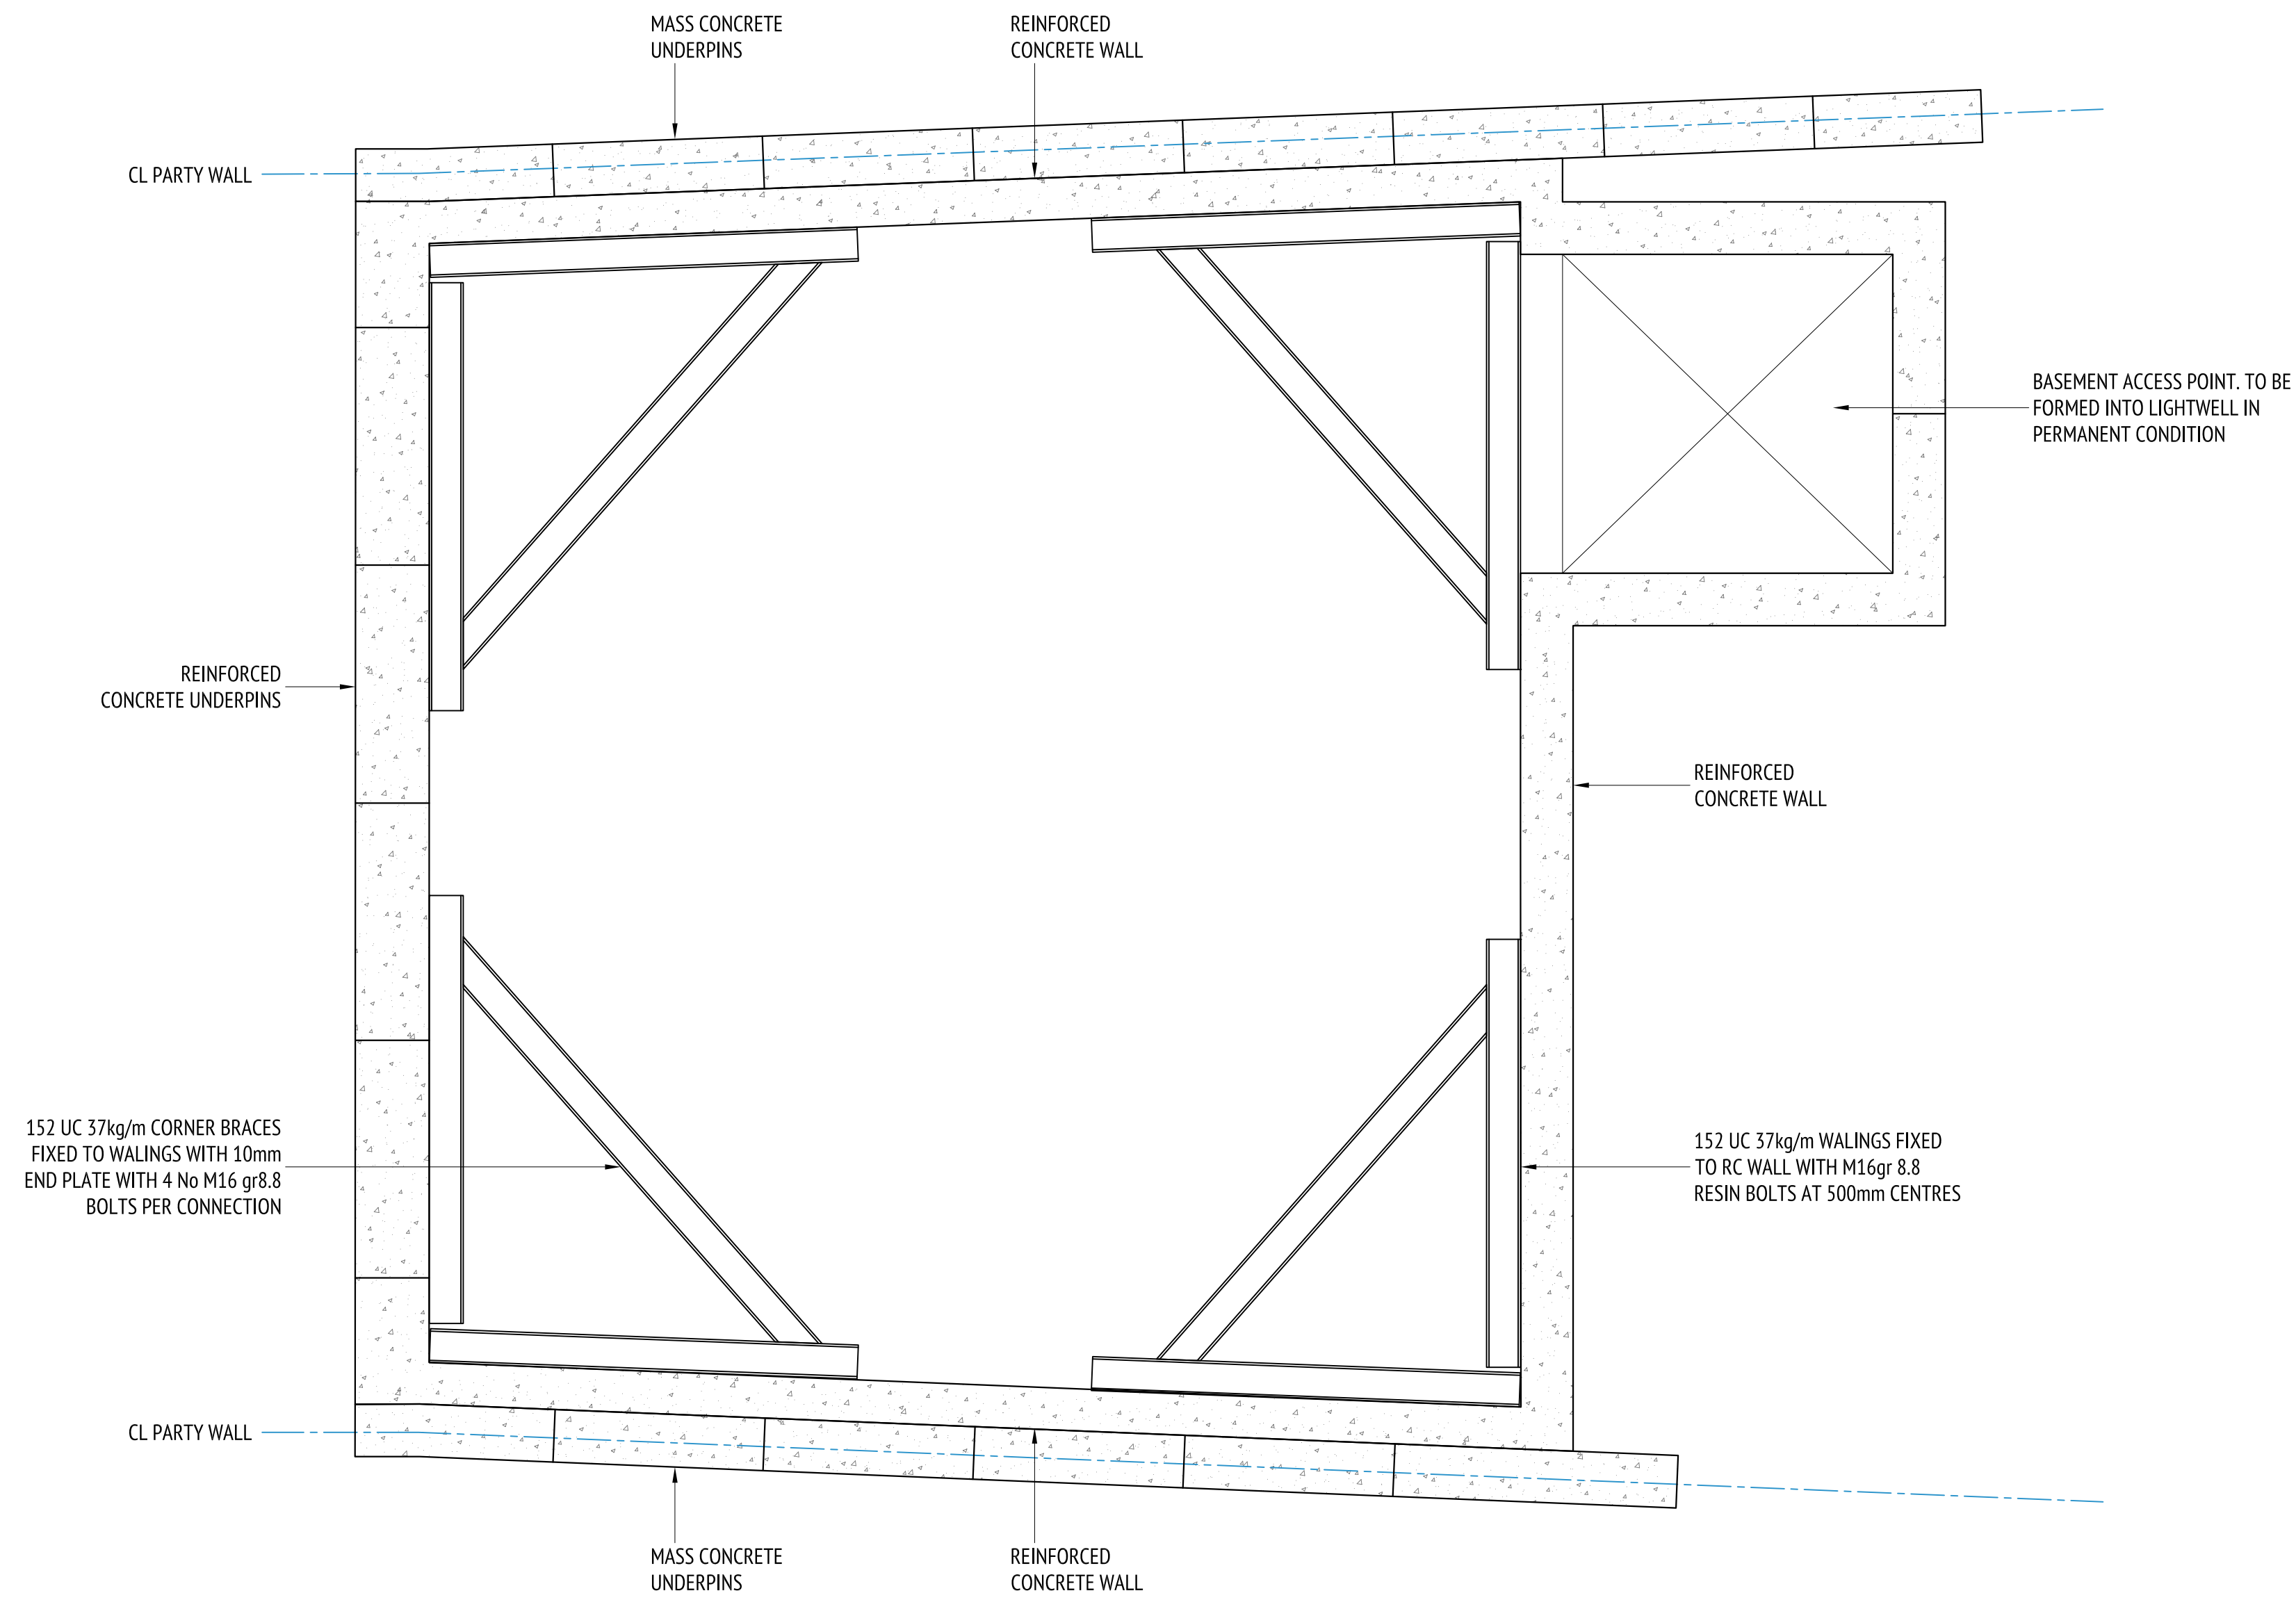 MASS CONCRETE
UNDERPINS
REINFORCED
CONCRETE WALL
CL PARTY WALL
BASEMENT ACCESS POINT. TO BE
FORMED INTO LIGHTWELL IN
PERMANENT CONDITION
REINFORCED
CONCRETE UNDERPINS
REINFORCED
CONCRETE WALL
152 UC 37kg/m CORNER BRACES
FIXED TO WALINGS WITH 10mm
END PLATE WITH 4 No M16 gr8.8
BOLTS PER CONNECTION
152 UC 37kg/m WALINGS FIXED
TO RC WALL WITH M16gr 8.8
RESIN BOLTS AT 500mm CENTRES
CL PARTY WALL
MASS CONCRETE
UNDERPINS
REINFORCED
CONCRETE WALL